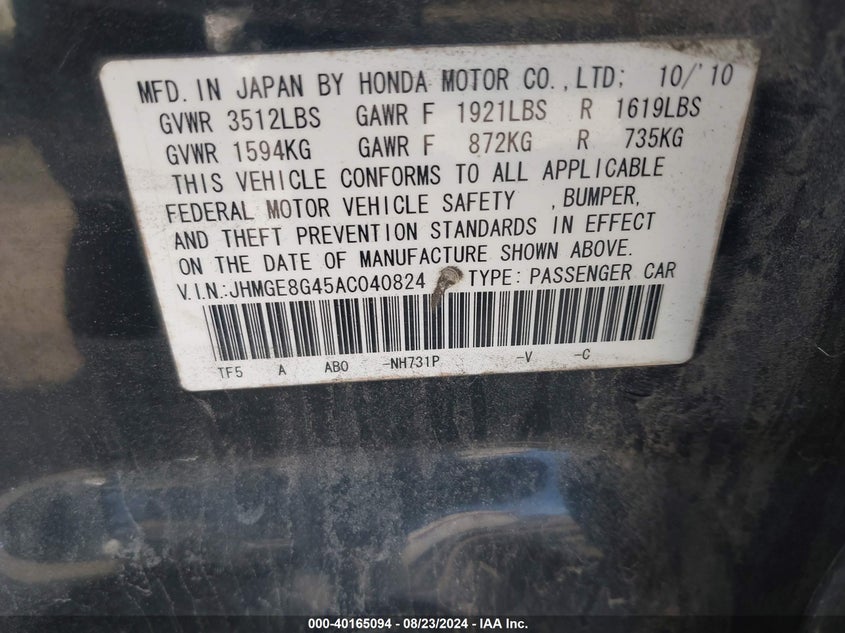 MFD. IN JAPAN BY HONDA MOTOR CO.,LTD; 10/'10
GVWR 3512LBS GAWR F 1921LBS R 1619LBS
GVWR 1594KG GAWR F 872KG R 735KG
THIS VEHICLE CONFORMS TO ALL APPLICABLE
FEDERAL MOTOR VEHICLE SAFETY , BUMPER,
AND THEFT PREVENTION STANDARDS IN EFFECT
ON THE DATE OF MANUFACTURE SHOWN ABOVE.
V.I.N.:JHMGE8G45AC040824 TYPE: PASSENGER CAR
TF5 A AB0 -NH731P -V -C
000-40165094 - 08/23/2024 - IAA Inc.